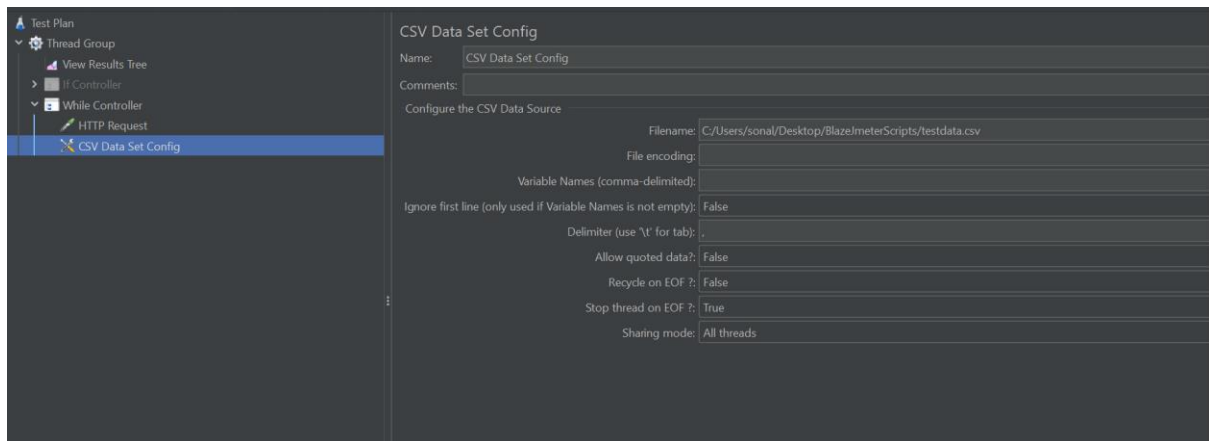 Test Plan
Thread Group
View Results Tree
If Controller
While Controller
HTTP Request
CSV Data Set Config
CSV Data Set Config
Name: CSV Data Set Config
Comments:
Configure the CSV Data Source
Filename: C:/Users/sonal/Desktop/BlazeJmeterScripts/testdata.csv
File encoding:
Variable Names (comma-delimited):
Ignore first line (only used if Variable Names is not empty): False
Delimiter (use '\t' for tab): ,
Allow quoted data?: False
Recycle on EOF ?: False
Stop thread on EOF ?: True
Sharing mode: All threads